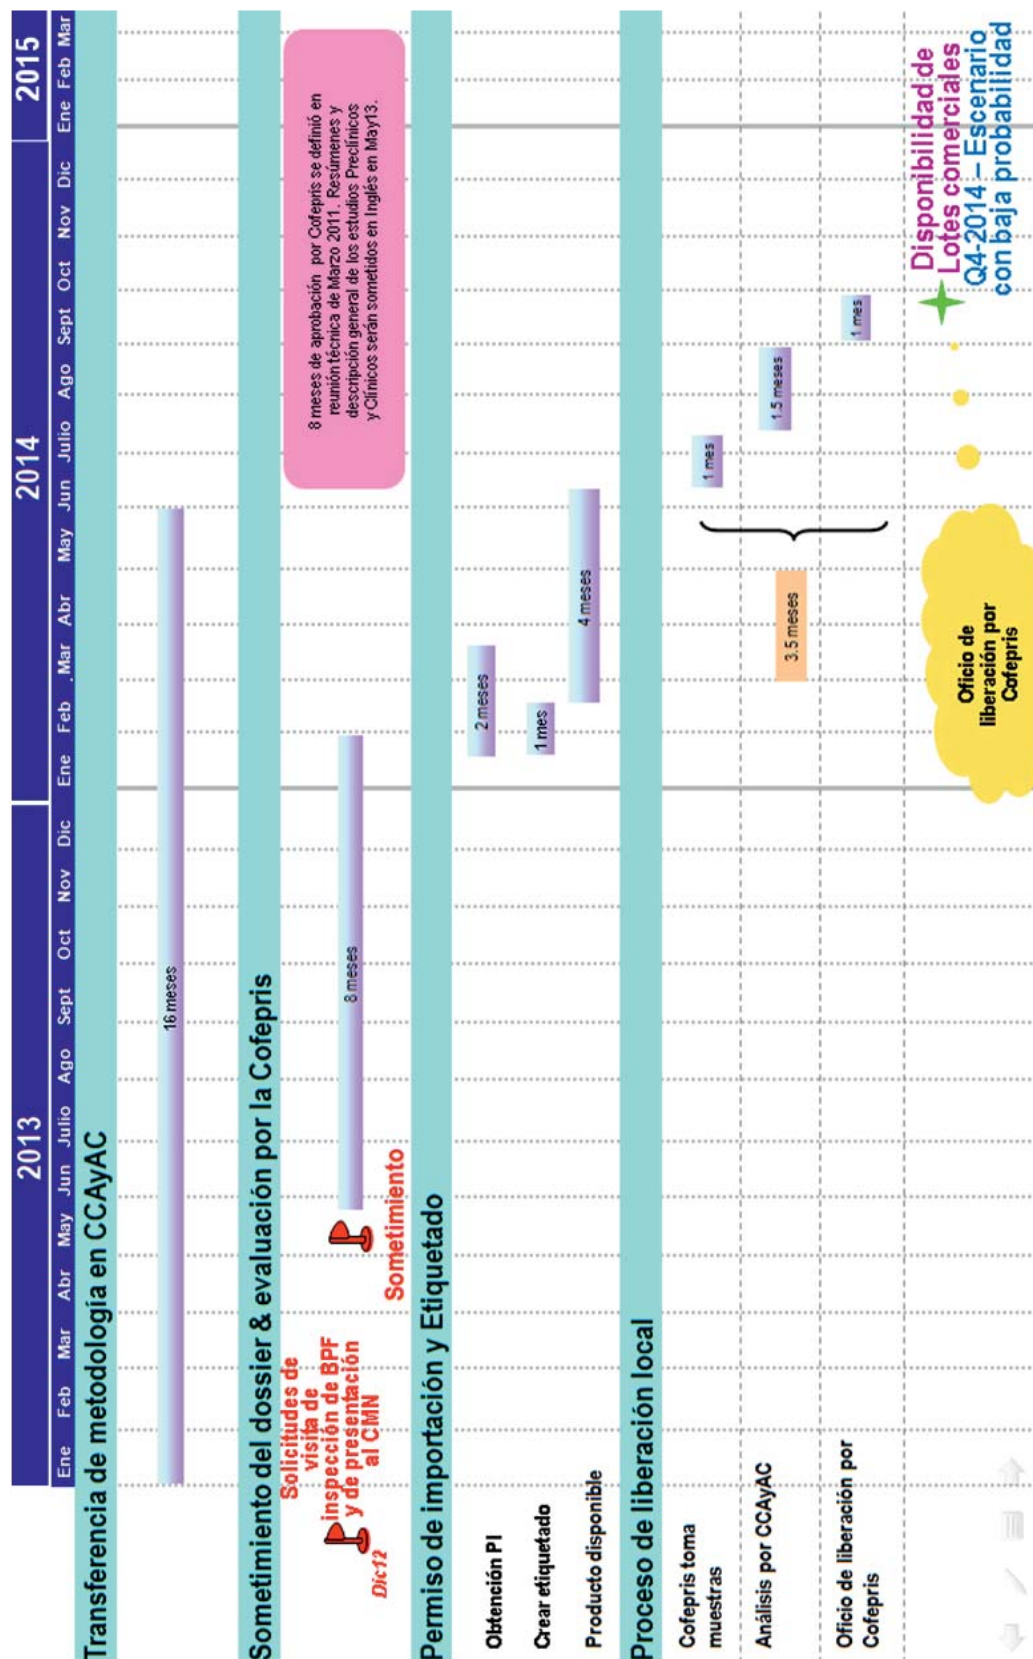 2013
2014
2015
Ene Feb Mar Abr May Jun Julio Ago Sept Oct Nov Dic Ene Feb .Mar Abr May Jun Julio Ago Sept Oct Nov Dic Ene Feb Mar
Transferencia de metodología en CCAyAC
16 meses
Sometimiento del dossier & evaluación por la Cofepris
Solicitudes de
visita de
inspección de BPF
y de presentación
al CMN
Dic12
Sometimiento
8 meses
8 meses de aprobación por Cofepris se definió en
reunión técnica de Marzo 2011. Resúmenes y
descripción general de los estudios Preclínicos
y Clínicos serán sometidos en Inglés en May13.
Permiso de importación y Etiquetado
Obtención PI
2 meses
Crear etiquetado
1 mes
Producto disponible
4 meses
Proceso de liberación local
Cofepris toma
muestras
1 mes
Análisis por CCAyAC
3.5 meses
1.5 meses
Oficio de liberación por
Cofepris
1 mes
Oficio de
liberación por
Cofepris
Disponibilidad de
Lotes comerciales
Q4-2014 – Escenario
con baja probabilidad